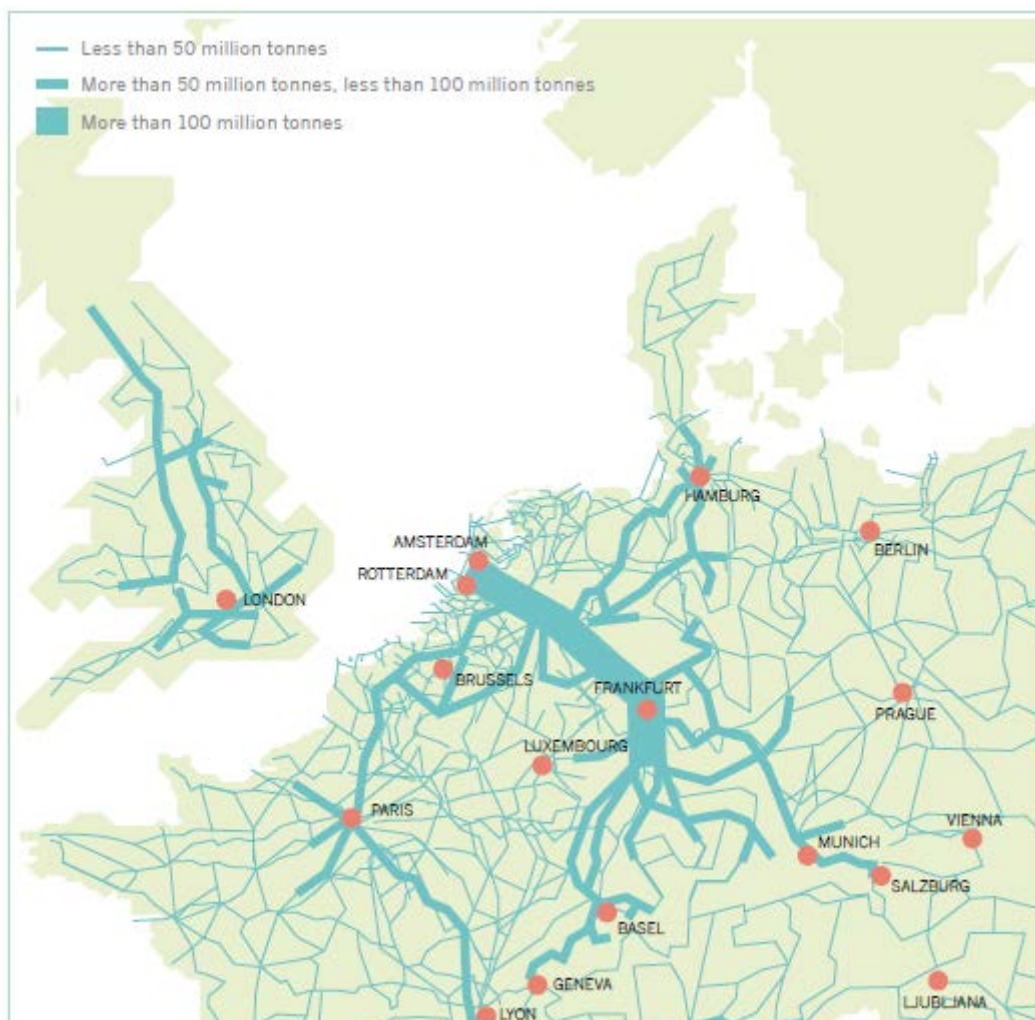 Less than 50 million tonnes
More than 50 million tonnes, less than 100 million tonnes
More than 100 million tonnes
HAMBURG
AMSTERDAM
BERLIN
ROTTERDAM
LONDON
BRUSSELS
FRANKFURT
PRAGUE
LUXEMBOURG
PARIS
VIENNA
MUNICH
SALZBURG
BASEL
GENEVA
LJUBLJANA
LYON